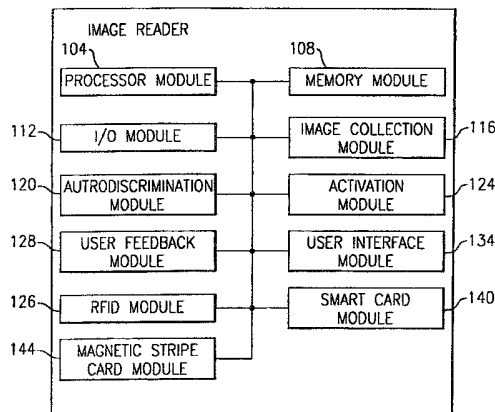 IMAGE READER
104
108
PROCESSOR MODULE
MEMORY MODULE
112
I/O MODULE
IMAGE COLLECTION
MODULE
116
120
AUTRODISCRIMINATION
MODULE
ACTIVATION
MODULE
124
128
USER FEEDBACK
MODULE
USER INTERFACE
MODULE
134
126
RFID MODULE
SMART CARD
MODULE
140
144
MAGNETIC STRIPE
CARD MODULE